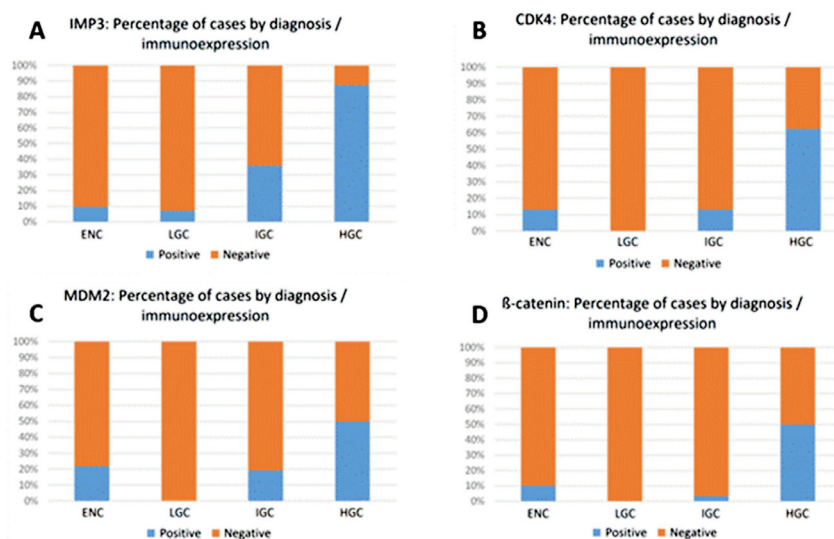 A
IMP3: Percentage of cases by diagnosis /
immunoexpression
100%
90%
80%
70%
60%
50%
40%
30%
20%
10%
0%
ENC LGC IGC HGC
Positive Negative
B
CDK4: Percentage of cases by diagnosis /
immunoexpression
100%
90%
80%
70%
60%
50%
40%
30%
20%
10%
0%
ENC LGC IGC HGC
Positive Negative
C
MDM2: Percentage of cases by diagnosis /
immunoexpression
100%
90%
80%
70%
60%
50%
40%
30%
20%
10%
0%
ENC LGC IGC HGC
Positive Negative
D
ß-catenin: Percentage of cases by diagnosis
/immunoexpression
100%
90%
80%
70%
60%
50%
40%
30%
20%
10%
0%
ENC LGC IGC HGC
Positive Negative